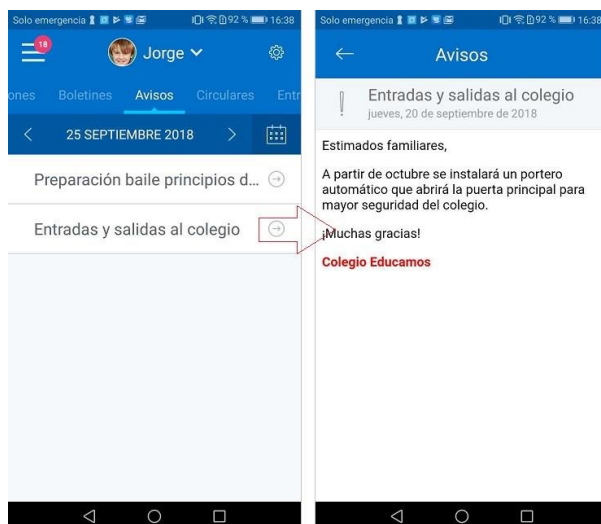 Solo emergencia 92 % 16:38
18
Jorge
ones Boletines Avisos Circulares Entr
25 SEPTIEMBRE 2018
Preparación baile principios d...
Entradas y salidas al colegio
Solo emergencia 92 % 16:38
Avisos
Entradas y salidas al colegio
jueves, 20 de septiembre de 2018
Estimados familiares,
A partir de octubre se instalará un portero
automático que abrirá la puerta principal para
mayor seguridad del colegio.
¡Muchas gracias!
Colegio Educamos